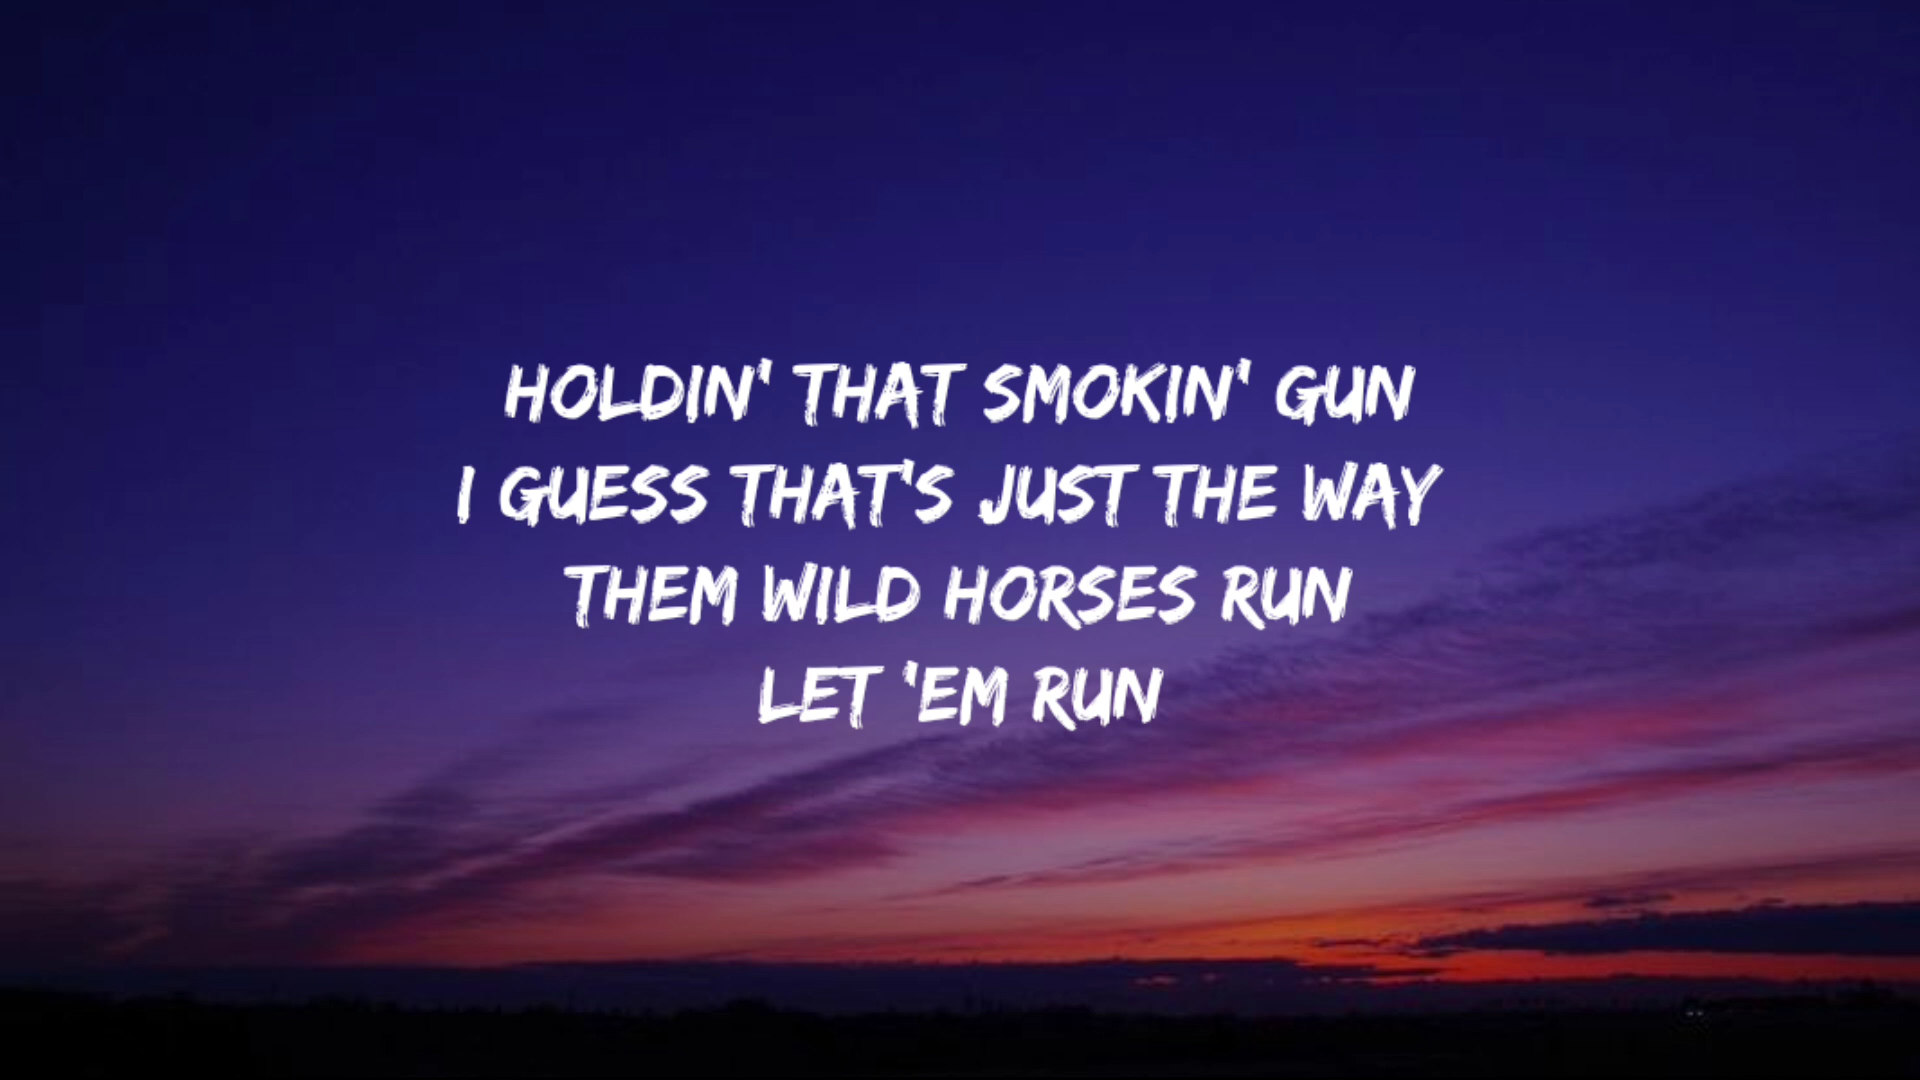 HOLDIN' THAT SMOKIN' GUN
I GUESS THAT'S JUST THE WAY
THEM WILD HORSES RUN
LET 'EM RUN